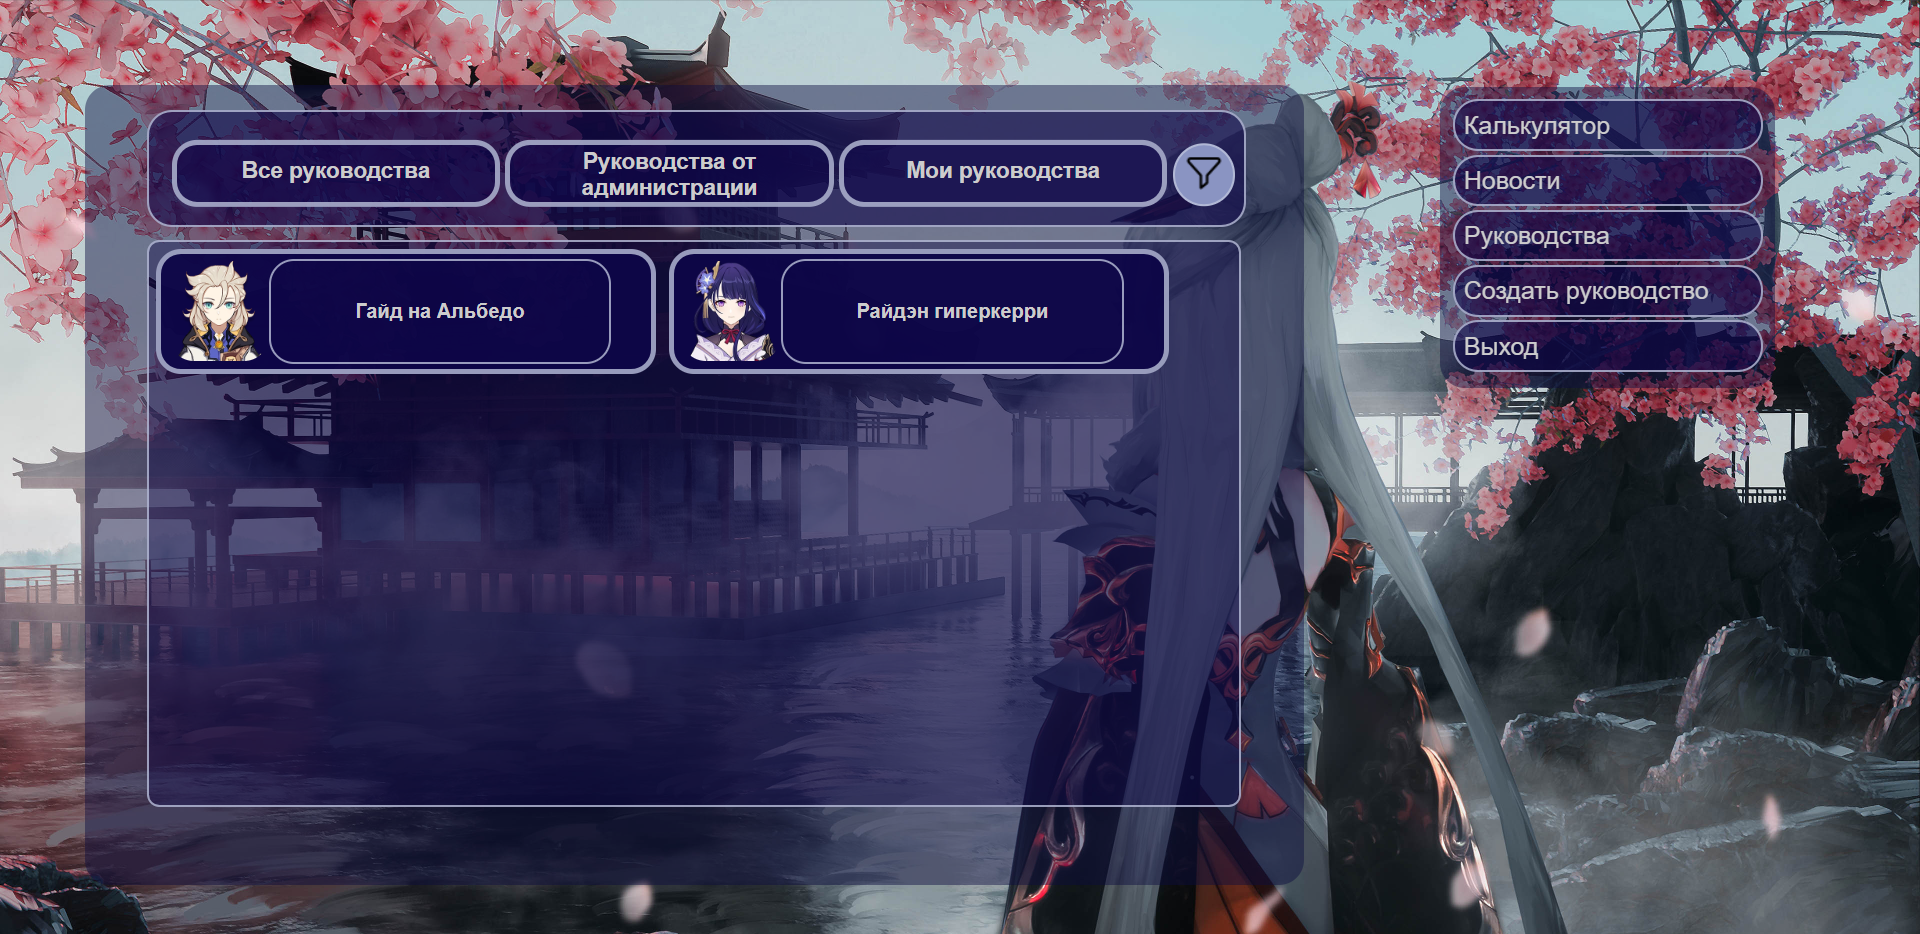 Все руководства
Руководства от
администрации
Мои руководства
Гайд на Альбедо
Райдэн гиперкерри
Калькулятор
Новости
Руководства
Создать руководство
Выход